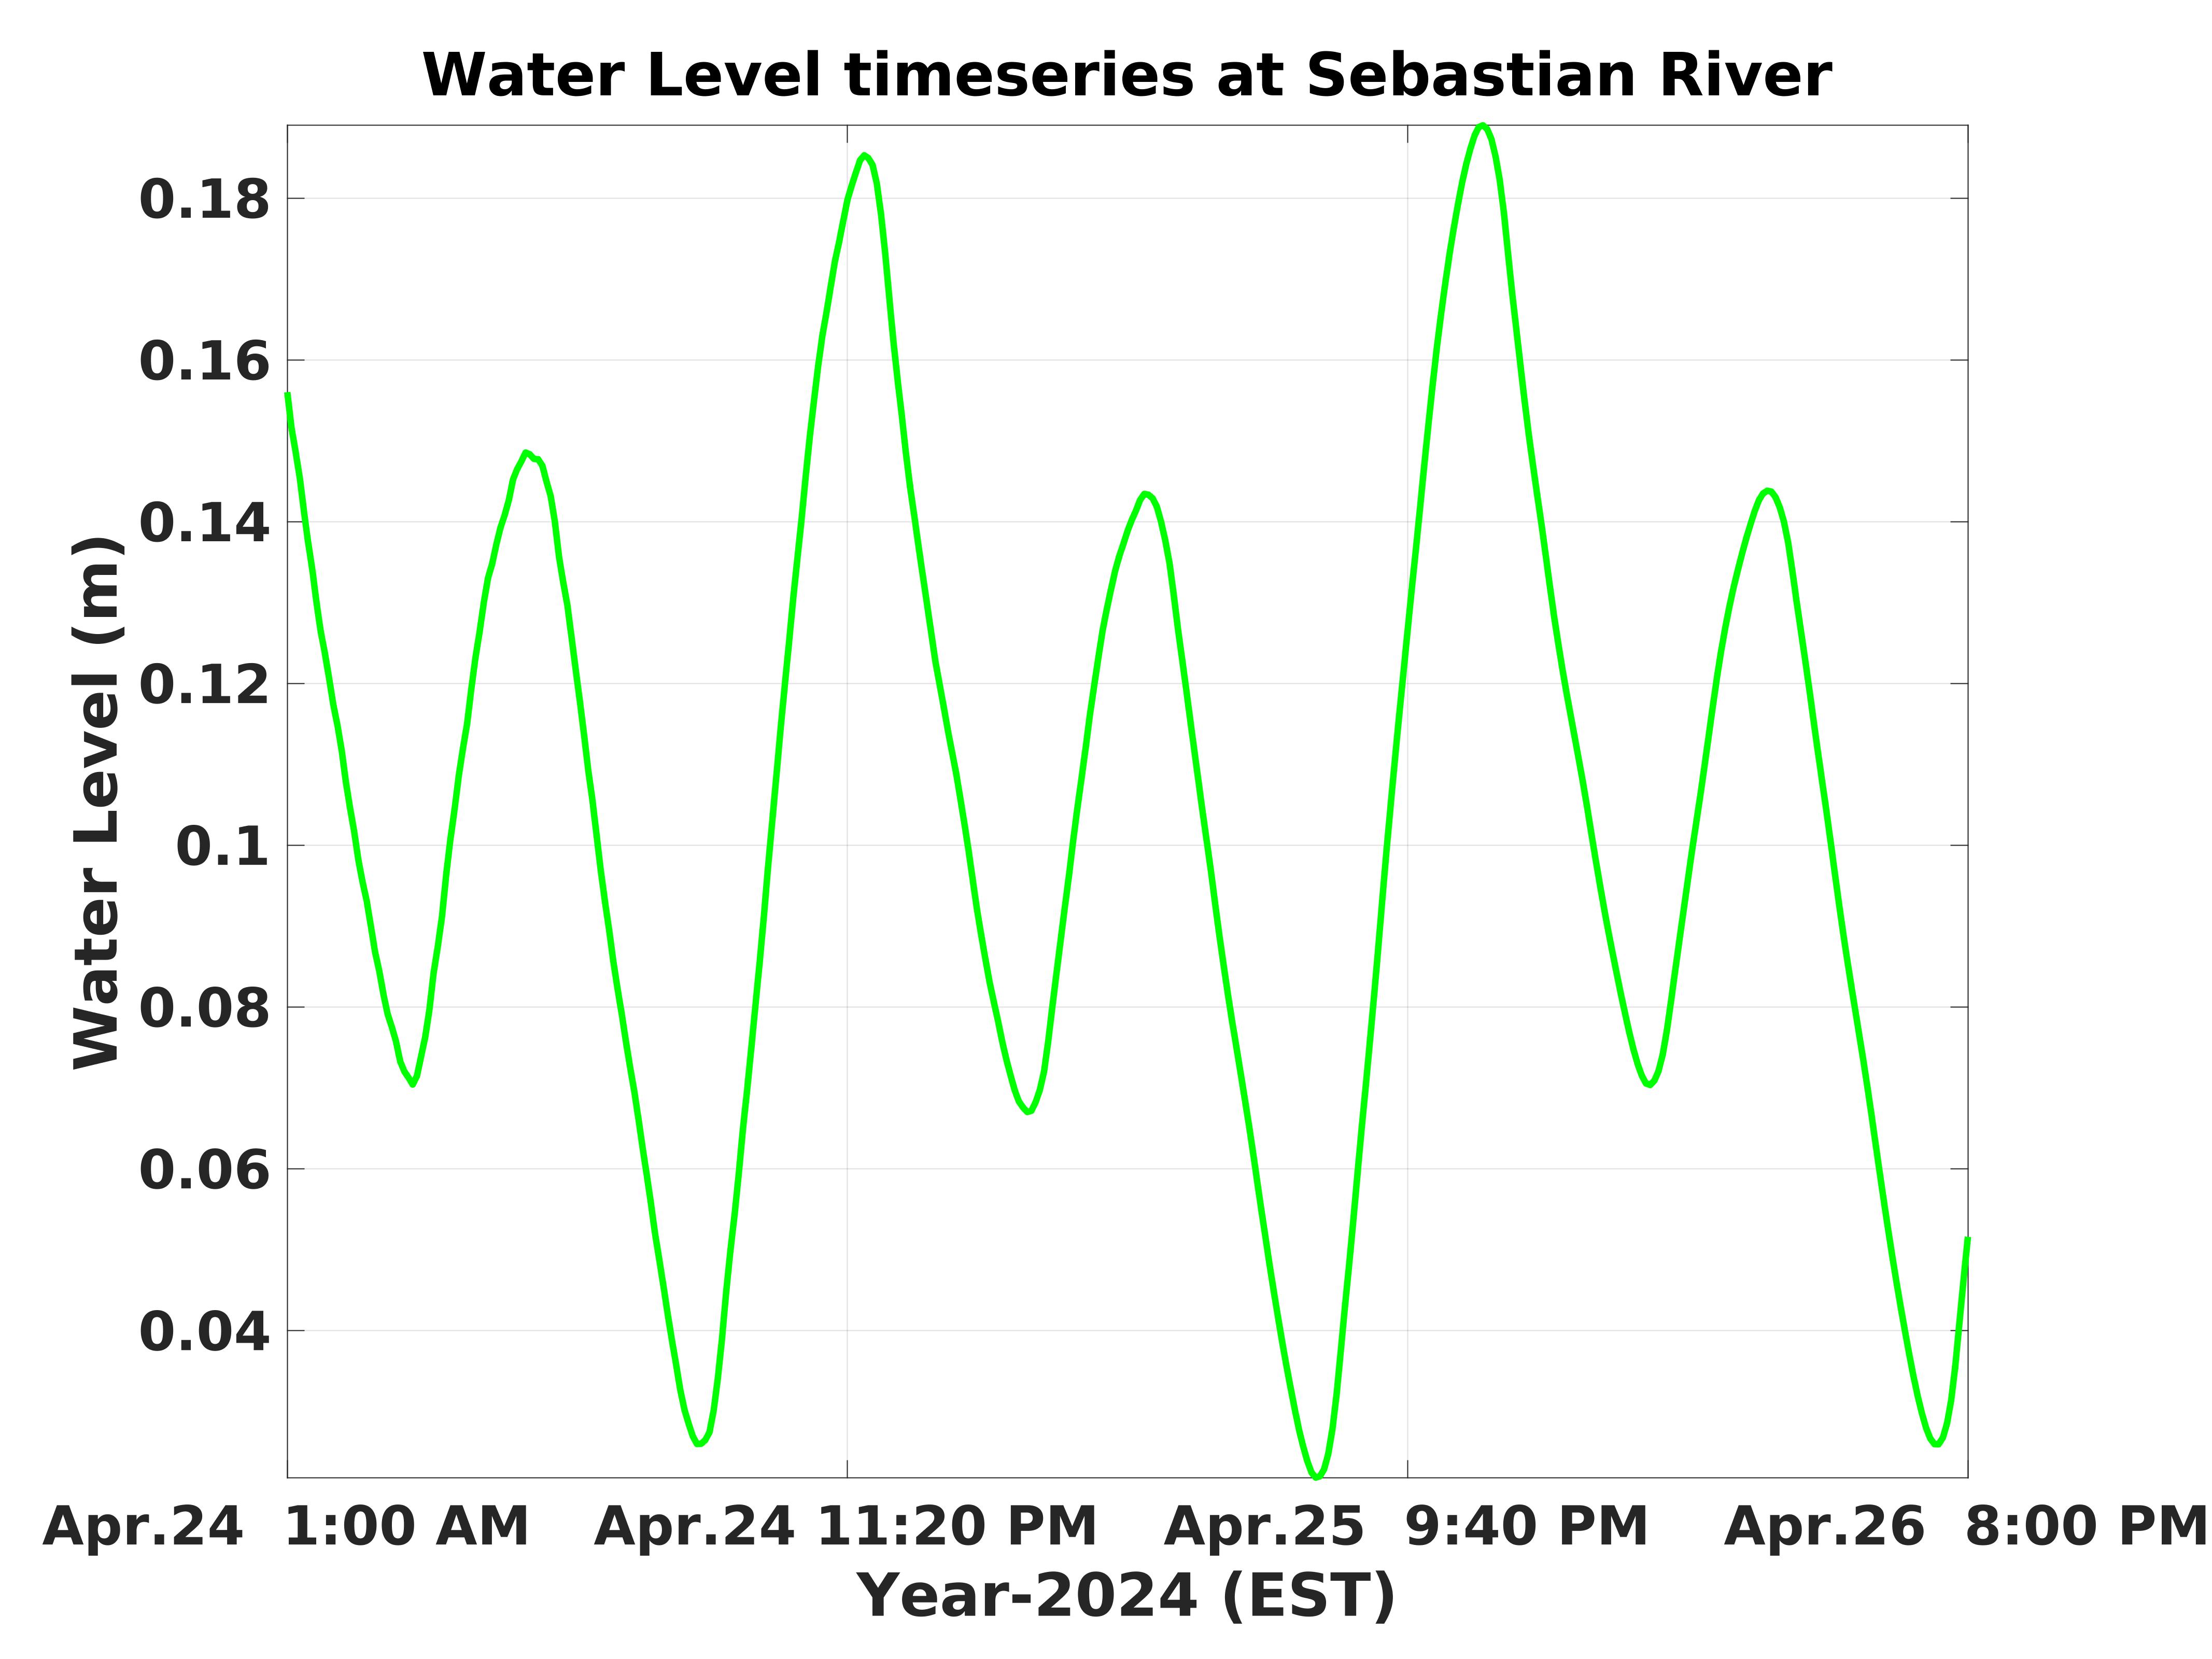 Water Level timeseries at Sebastian River
Water Level (m)
0.18
0.16
0.14
0.12
0.1
0.08
0.06
0.04
Apr.24 1:00 AM Apr.24 11:20 PM Apr.25 9:40 PM Apr.26 8:00 PM
Year-2024 (EST)